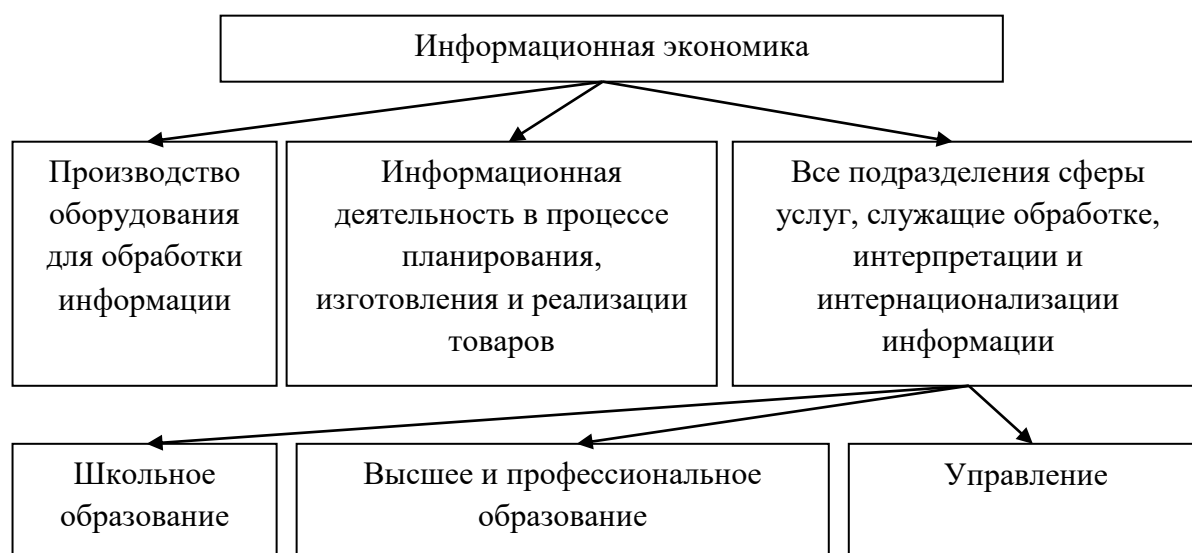 Информационная экономика
Производство
оборудования
для обработки
информации
Информационная
деятельность в процессе
планирования,
изготовления и реализации
товаров
Все подразделения сферы
услуг, служащие обработке,
интерпретации и
интернационализации
информации
Школьное
образование
Высшее и профессиональное
образование
Управление